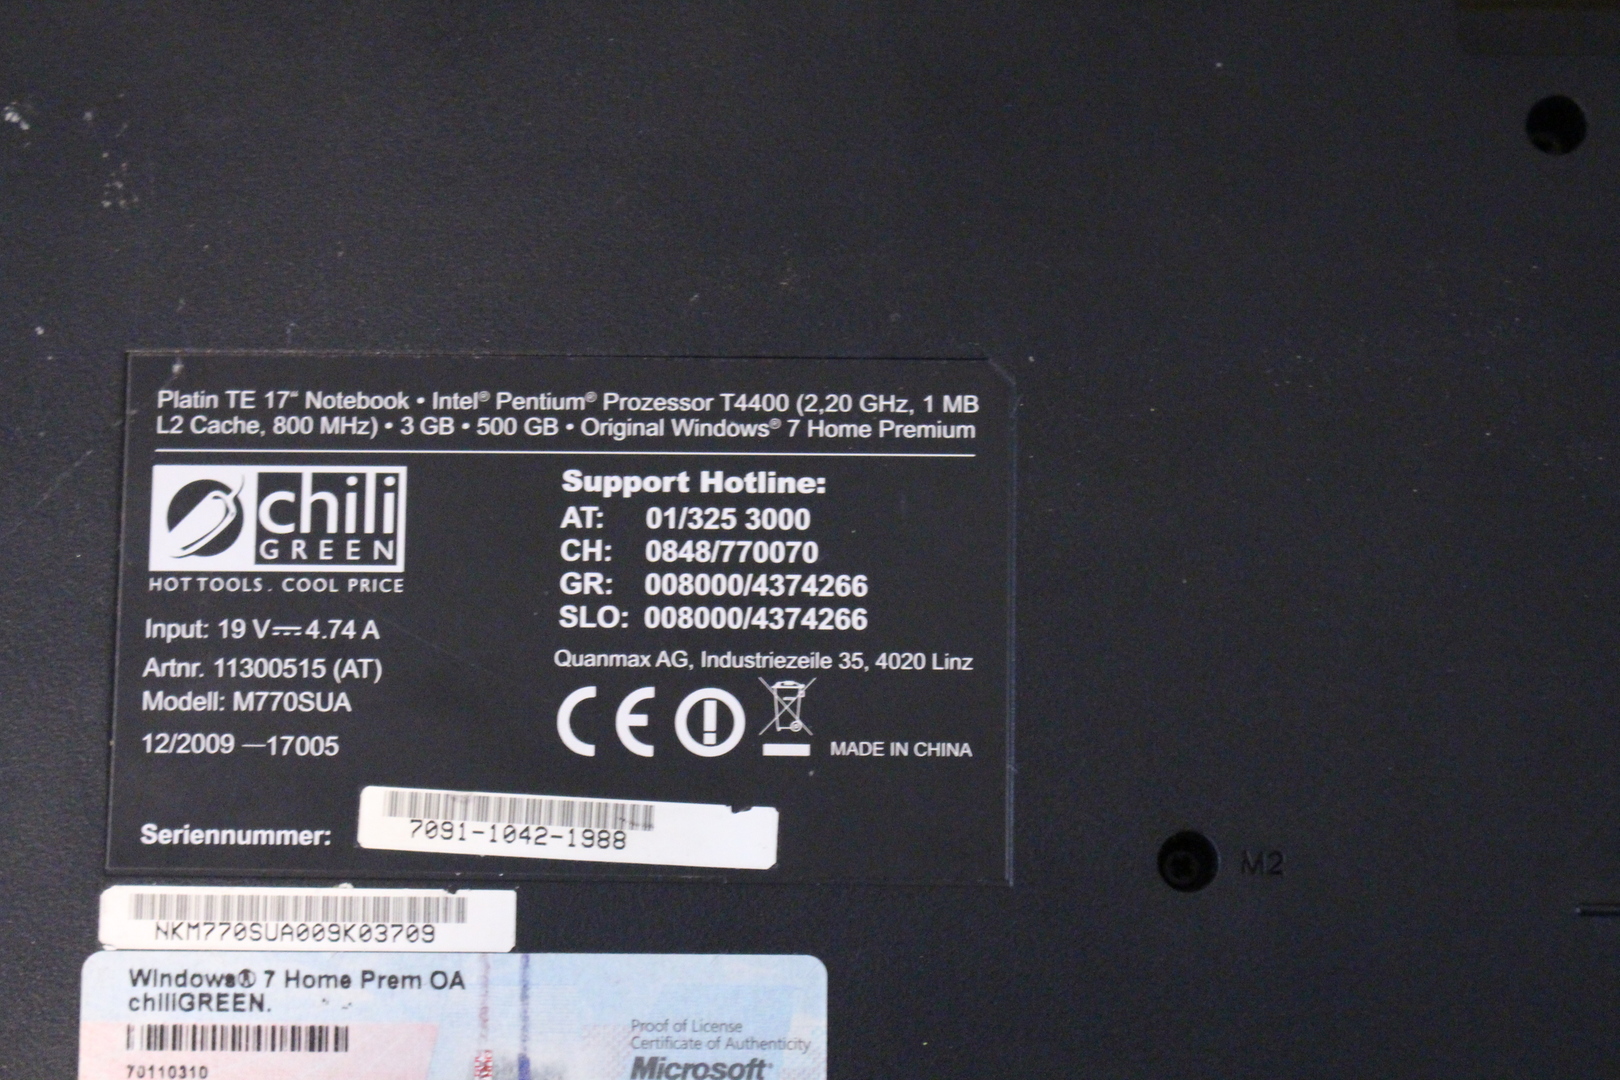 Platin TE 17“ Notebook • Intel® Pentium® Prozessor T4400 (2,20 GHz, 1 MB
L2 Cache, 800 MHz) • 3 GB • 500 GB • Original Windows® 7 Home Premium
chili
GREEN
HOT TOOLS. COOL PRICE
Input: 19 V⎓4.74 A
Artnr. 11300515 (AT)
Modell: M770SUA
12/2009 —17005
Support Hotline:
AT: 01/325 3000
CH: 0848/770070
GR: 008000/4374266
SLO: 008000/4374266
Quanmax AG, Industriezeile 35, 4020 Linz
CE
MADE IN CHINA
Seriennummer:
7091-1042-1988
NKM770SUA009K03709
Windows® 7 Home Prem OA
chiliGREEN.
70110310
Proof of License
Certificate of Authenticity
Microsoft®
M2